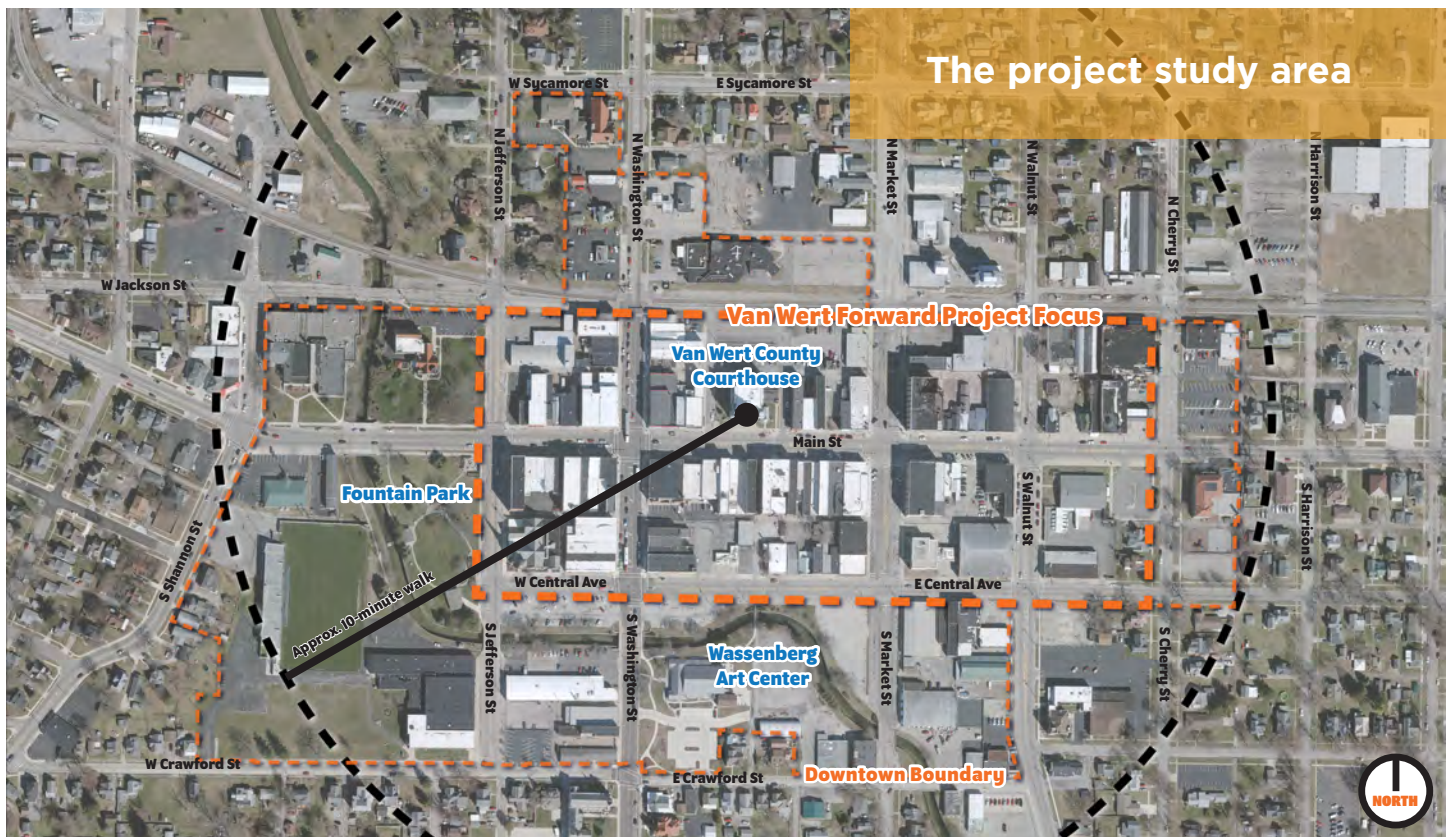 The project study area
W Sycamore St
E Sycamore St
N Jefferson St
N Washington St
N Market St
N Walnut St
N Cherry St
N Harrison St
W Jackson St
Van Wert Forward Project Focus
Van Wert County
Courthouse
Main St
Fountain Park
S Shannon St
S Walnut St
S Harrison St
Approx. 10-minute walk
W Central Ave
E Central Ave
S Jefferson St
S Washington St
Wassenberg
Art Center
S Market St
S Cherry St
W Crawford St
E Crawford St
Downtown Boundary
NORTH